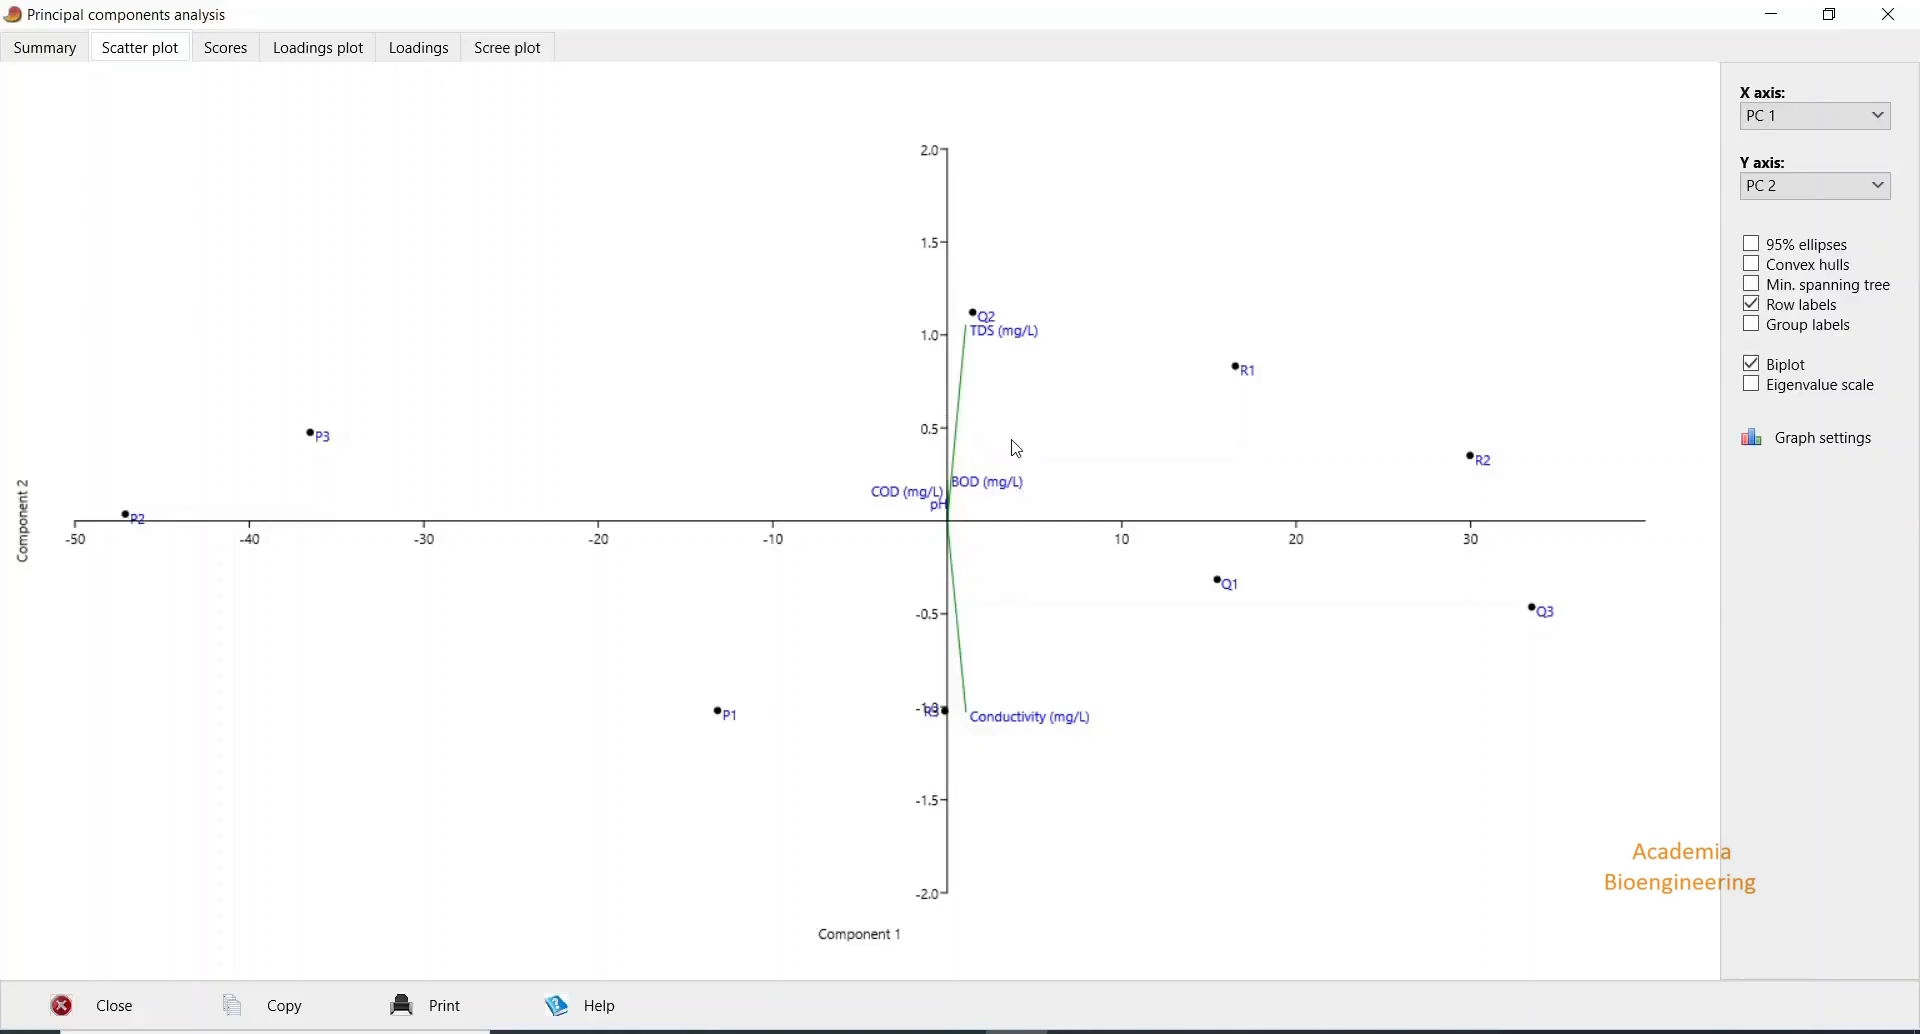 Principal components analysis
Summary Scatter plot Scores Loadings plot Loadings Scree plot
X axis:
PC 1
Y axis:
PC 2
95% ellipses
Convex hulls
Min. spanning tree
Row labels
Group labels
Biplot
Eigenvalue scale
Graph settings
2.0
1.5
Q2
TDS (mg/L)
1.0
R1
0.5
P3
R2
BOD (mg/L)
COD (mg/L)
pH
P2
-50 -40 -30 -20 -10 10 20 30
Component 2
Q1
-0.5
Q3
P1
R3
-1.0
Conductivity (mg/L)
-1.5
-2.0
Component 1
Academia
Bioengineering
Close Copy Print Help